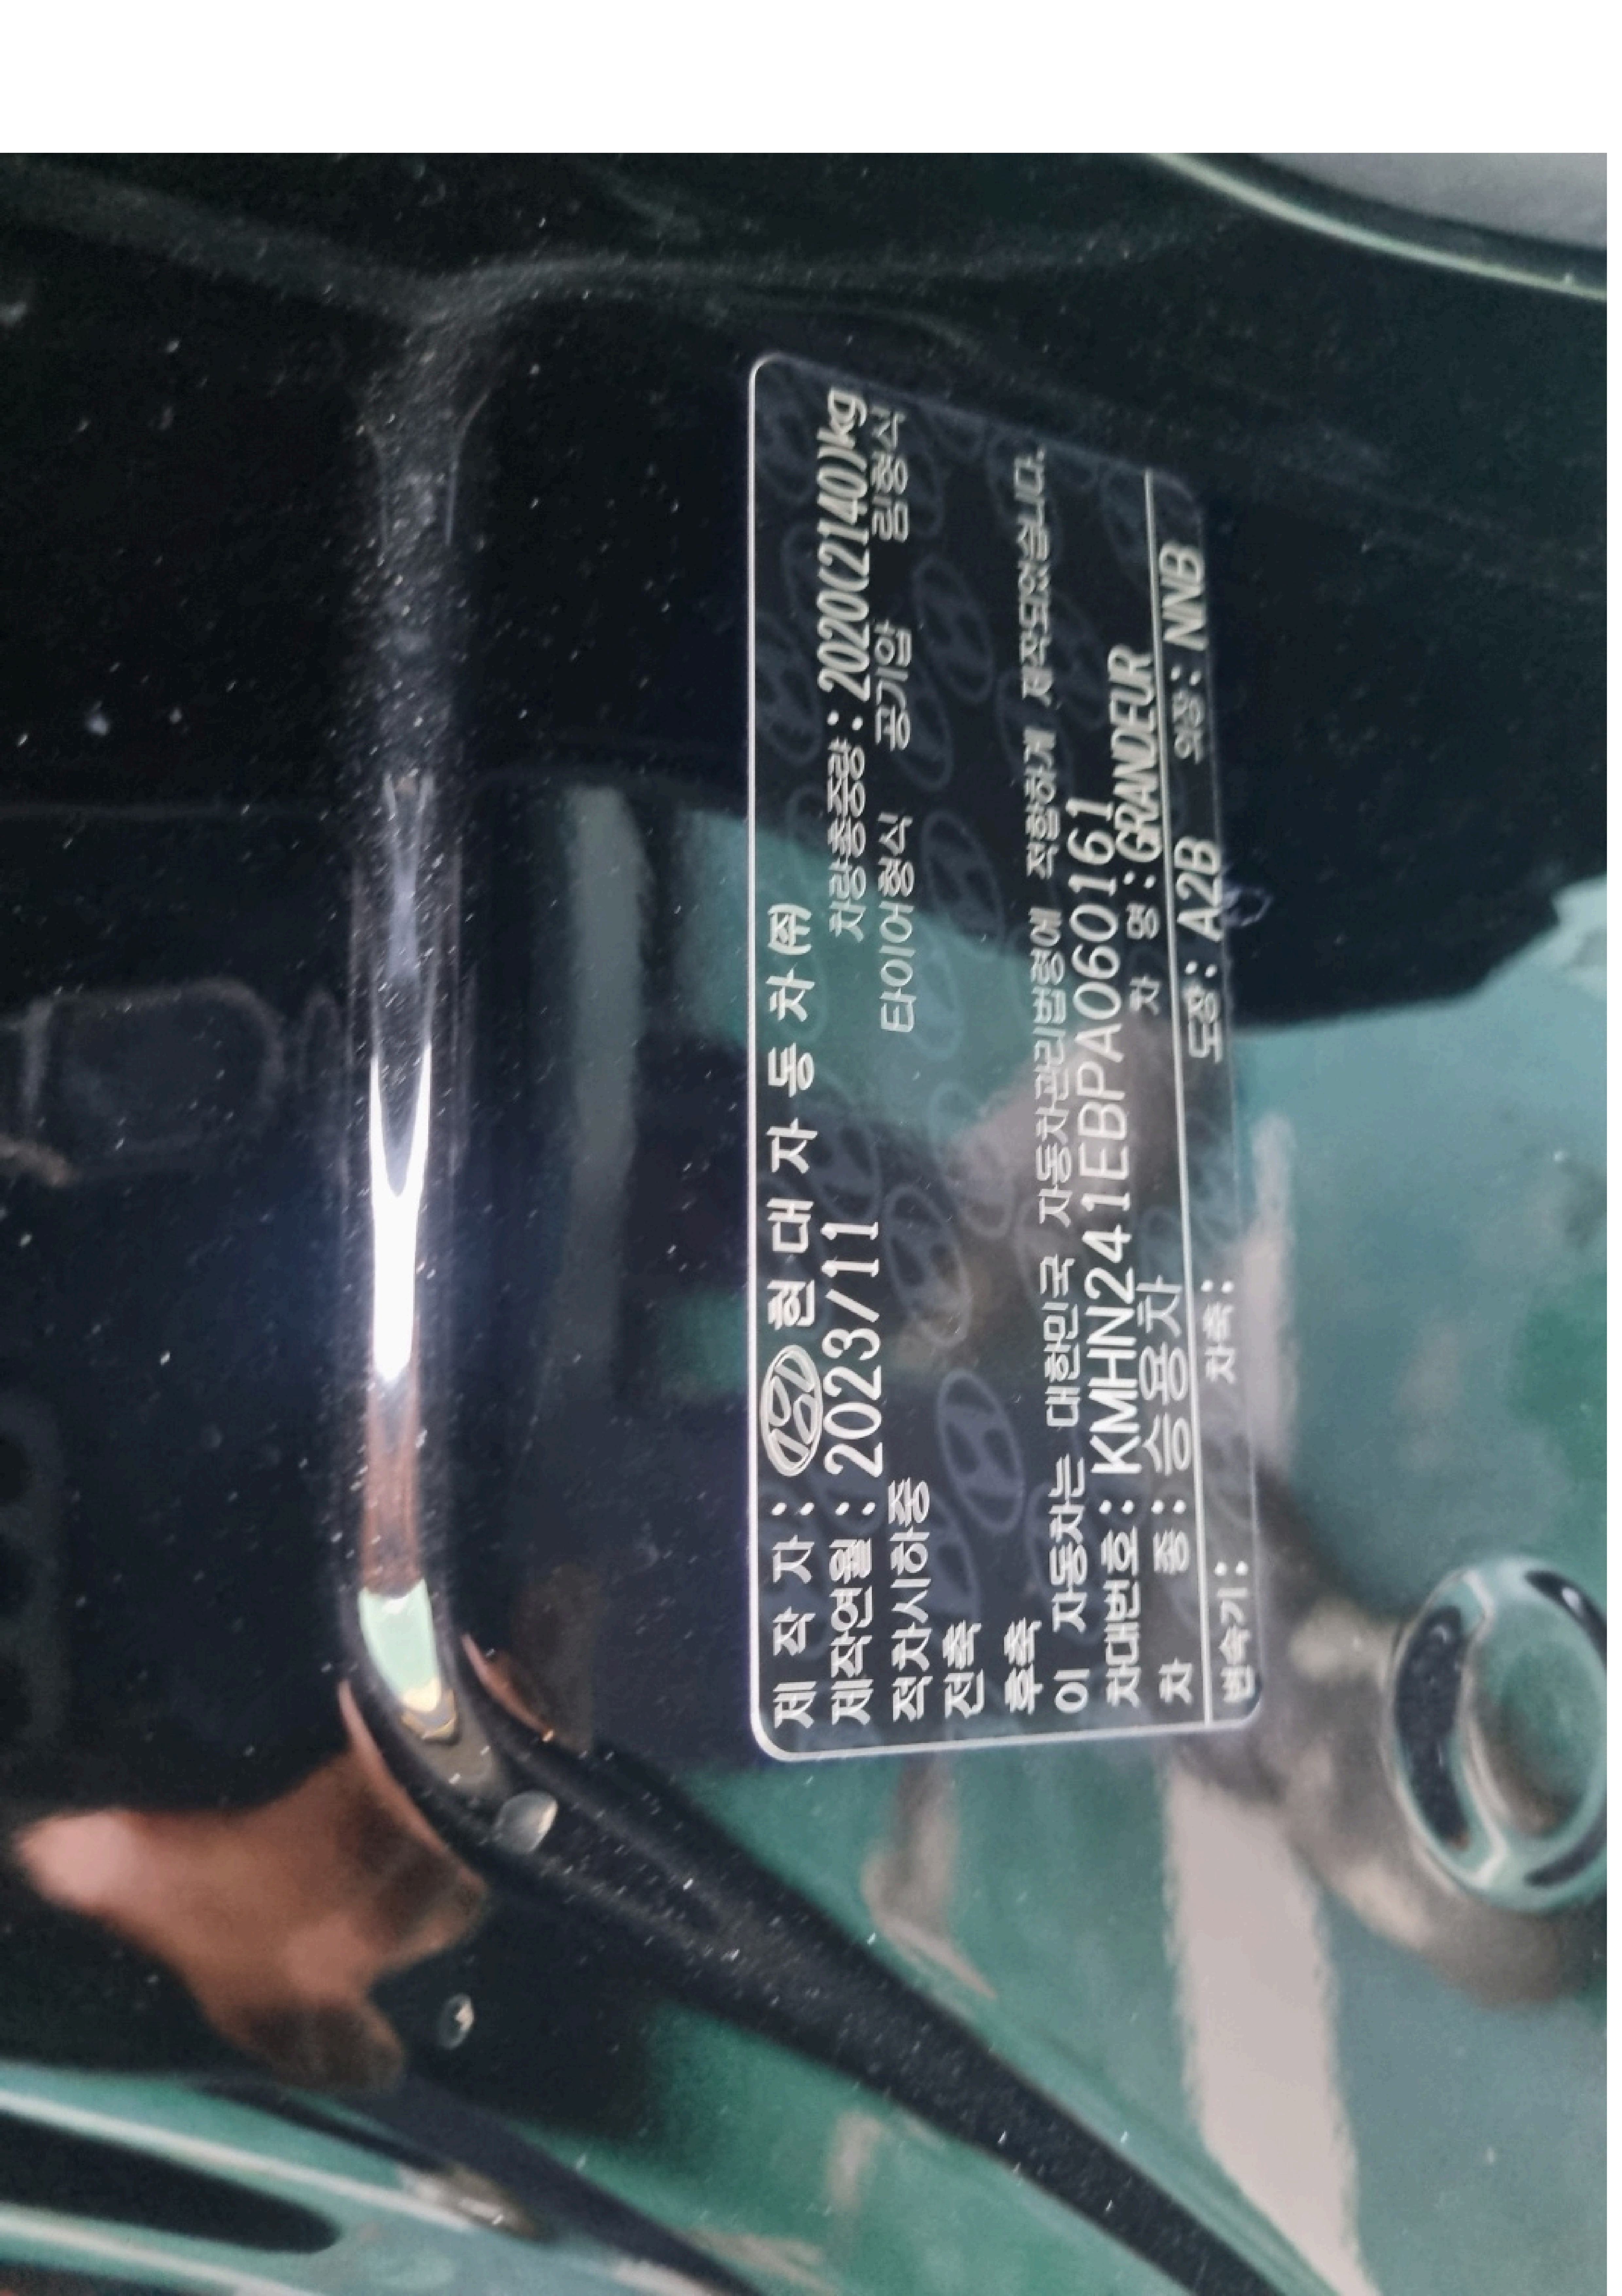 제 작 자 : 현 대 자 동 차 ㈜
제작연월 : 2023/11 차량총중량 : 2020(2140)kg
적차시하중 타이어형식 공기압 림형식
전축
후축
이 자동차는 대한민국 자동차관리법령에 적합하게 제작되었습니다.
차대번호 : KMHN241EBPA060161
차 종 : 승용차 차 명 : GRANDEUR
변속기 : 차축 : 도장 : A2B 의장 : NNB